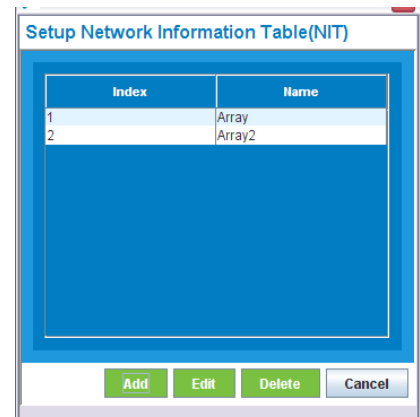 Setup Network Information Table(NIT)
Index Name
1 Array
2 Array2
Add Edit Delete Cancel